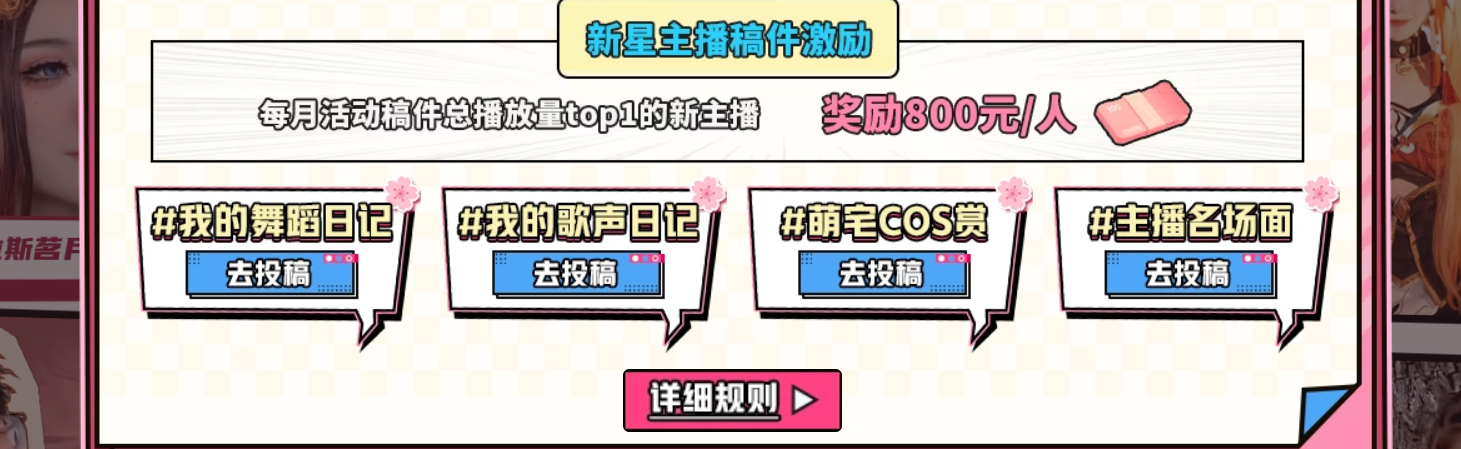 新星主播稿件激励
每月活动稿件总播放量top1的新主播 奖励800元/人
#我的舞蹈日记 #我的歌声日记 #萌宅COS赏 #主播名场面
去投稿 去投稿 去投稿 去投稿
斯茗月
详细规则